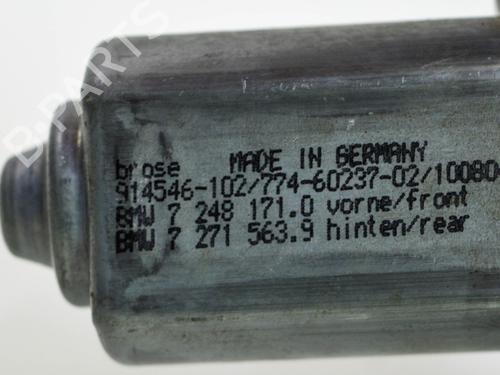 brose MADE IN GERMANY
914546-102/774-60237-02/10080-
BMW 7 248 171.0 vorne/front
BMW 7 271 563.9 hinten/rear
B-PARTS